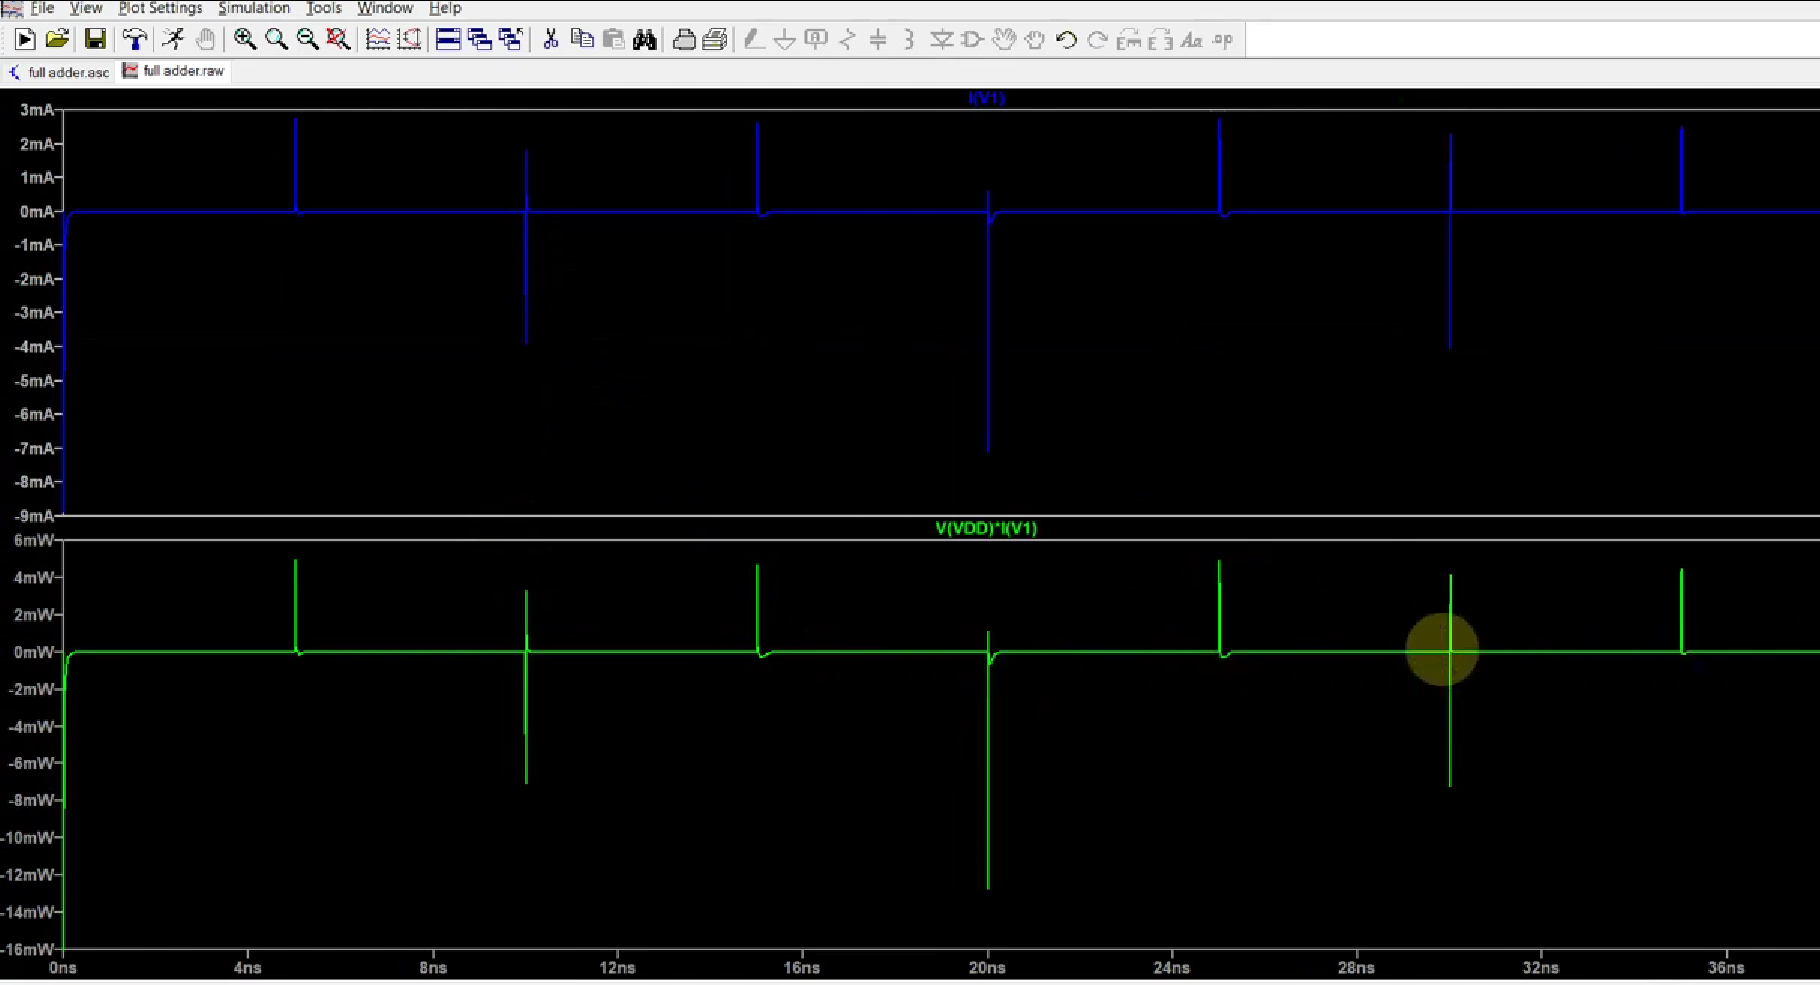 File View Plot Settings Simulation Tools Window Help
full adder.asc full adder.raw
I(V1)
3mA
2mA
1mA
0mA
-1mA
-2mA
-3mA
-4mA
-5mA
-6mA
-7mA
-8mA
-9mA
V(VDD)*I(V1)
6mW
4mW
2mW
0mW
-2mW
-4mW
-6mW
-8mW
-10mW
-12mW
-14mW
-16mW
0ns 4ns 8ns 12ns 16ns 20ns 24ns 28ns 32ns 36ns